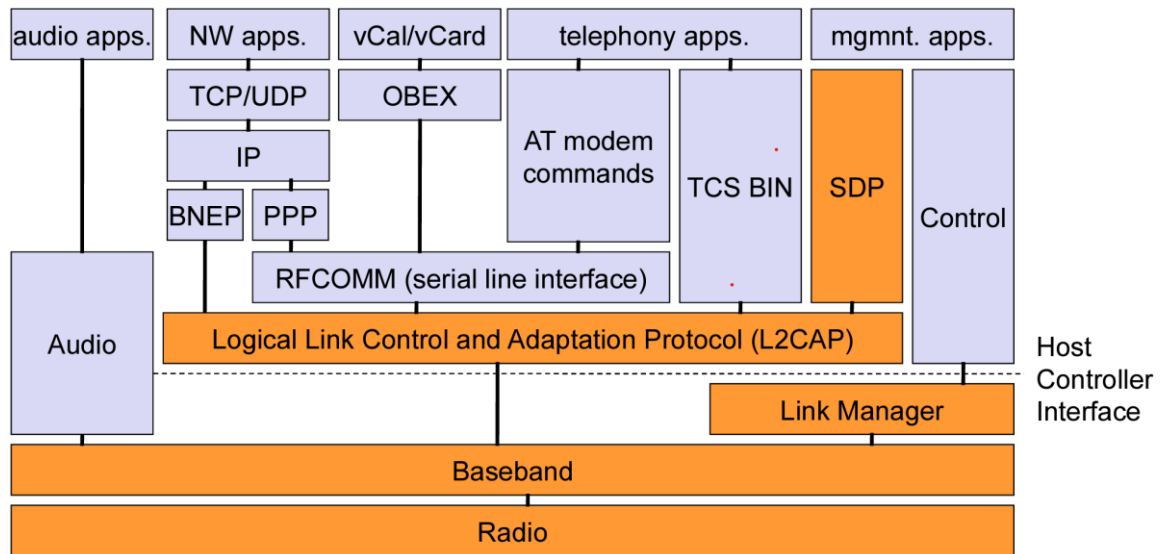 audio apps.
NW apps.
vCal/vCard
telephony apps.
mgmnt. apps.
TCP/UDP
OBEX
AT modem
commands
TCS BIN
SDP
Control
IP
BNEP
PPP
RFCOMM (serial line interface)
Audio
Logical Link Control and Adaptation Protocol (L2CAP)
Host
Controller
Interface
Link Manager
Baseband
Radio